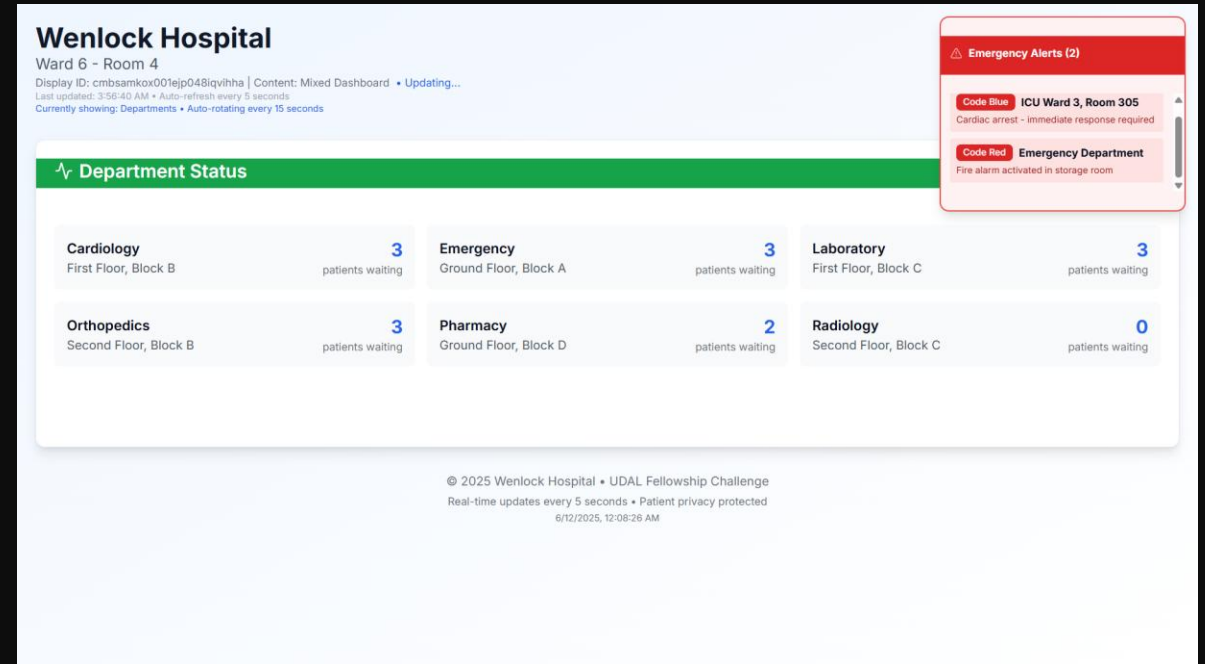 Wenlock Hospital
Ward 6 - Room 4
Display ID: cmbsamkox001ejp048iqvihha | Content: Mixed Dashboard • Updating...
Last updated: 3:56:40 AM • Auto-refresh every 5 seconds
Currently showing: Departments • Auto-rotating every 15 seconds
Emergency Alerts (2)
Code Blue ICU Ward 3, Room 305
Cardiac arrest - immediate response required
Code Red Emergency Department
Fire alarm activated in storage room
Department Status
Cardiology
First Floor, Block B
3
patients waiting
Emergency
Ground Floor, Block A
3
patients waiting
Laboratory
First Floor, Block C
3
patients waiting
Orthopedics
Second Floor, Block B
3
patients waiting
Pharmacy
Ground Floor, Block D
2
patients waiting
Radiology
Second Floor, Block C
0
patients waiting
© 2025 Wenlock Hospital • UDAL Fellowship Challenge
Real-time updates every 5 seconds • Patient privacy protected
6/12/2025, 12:08:26 AM